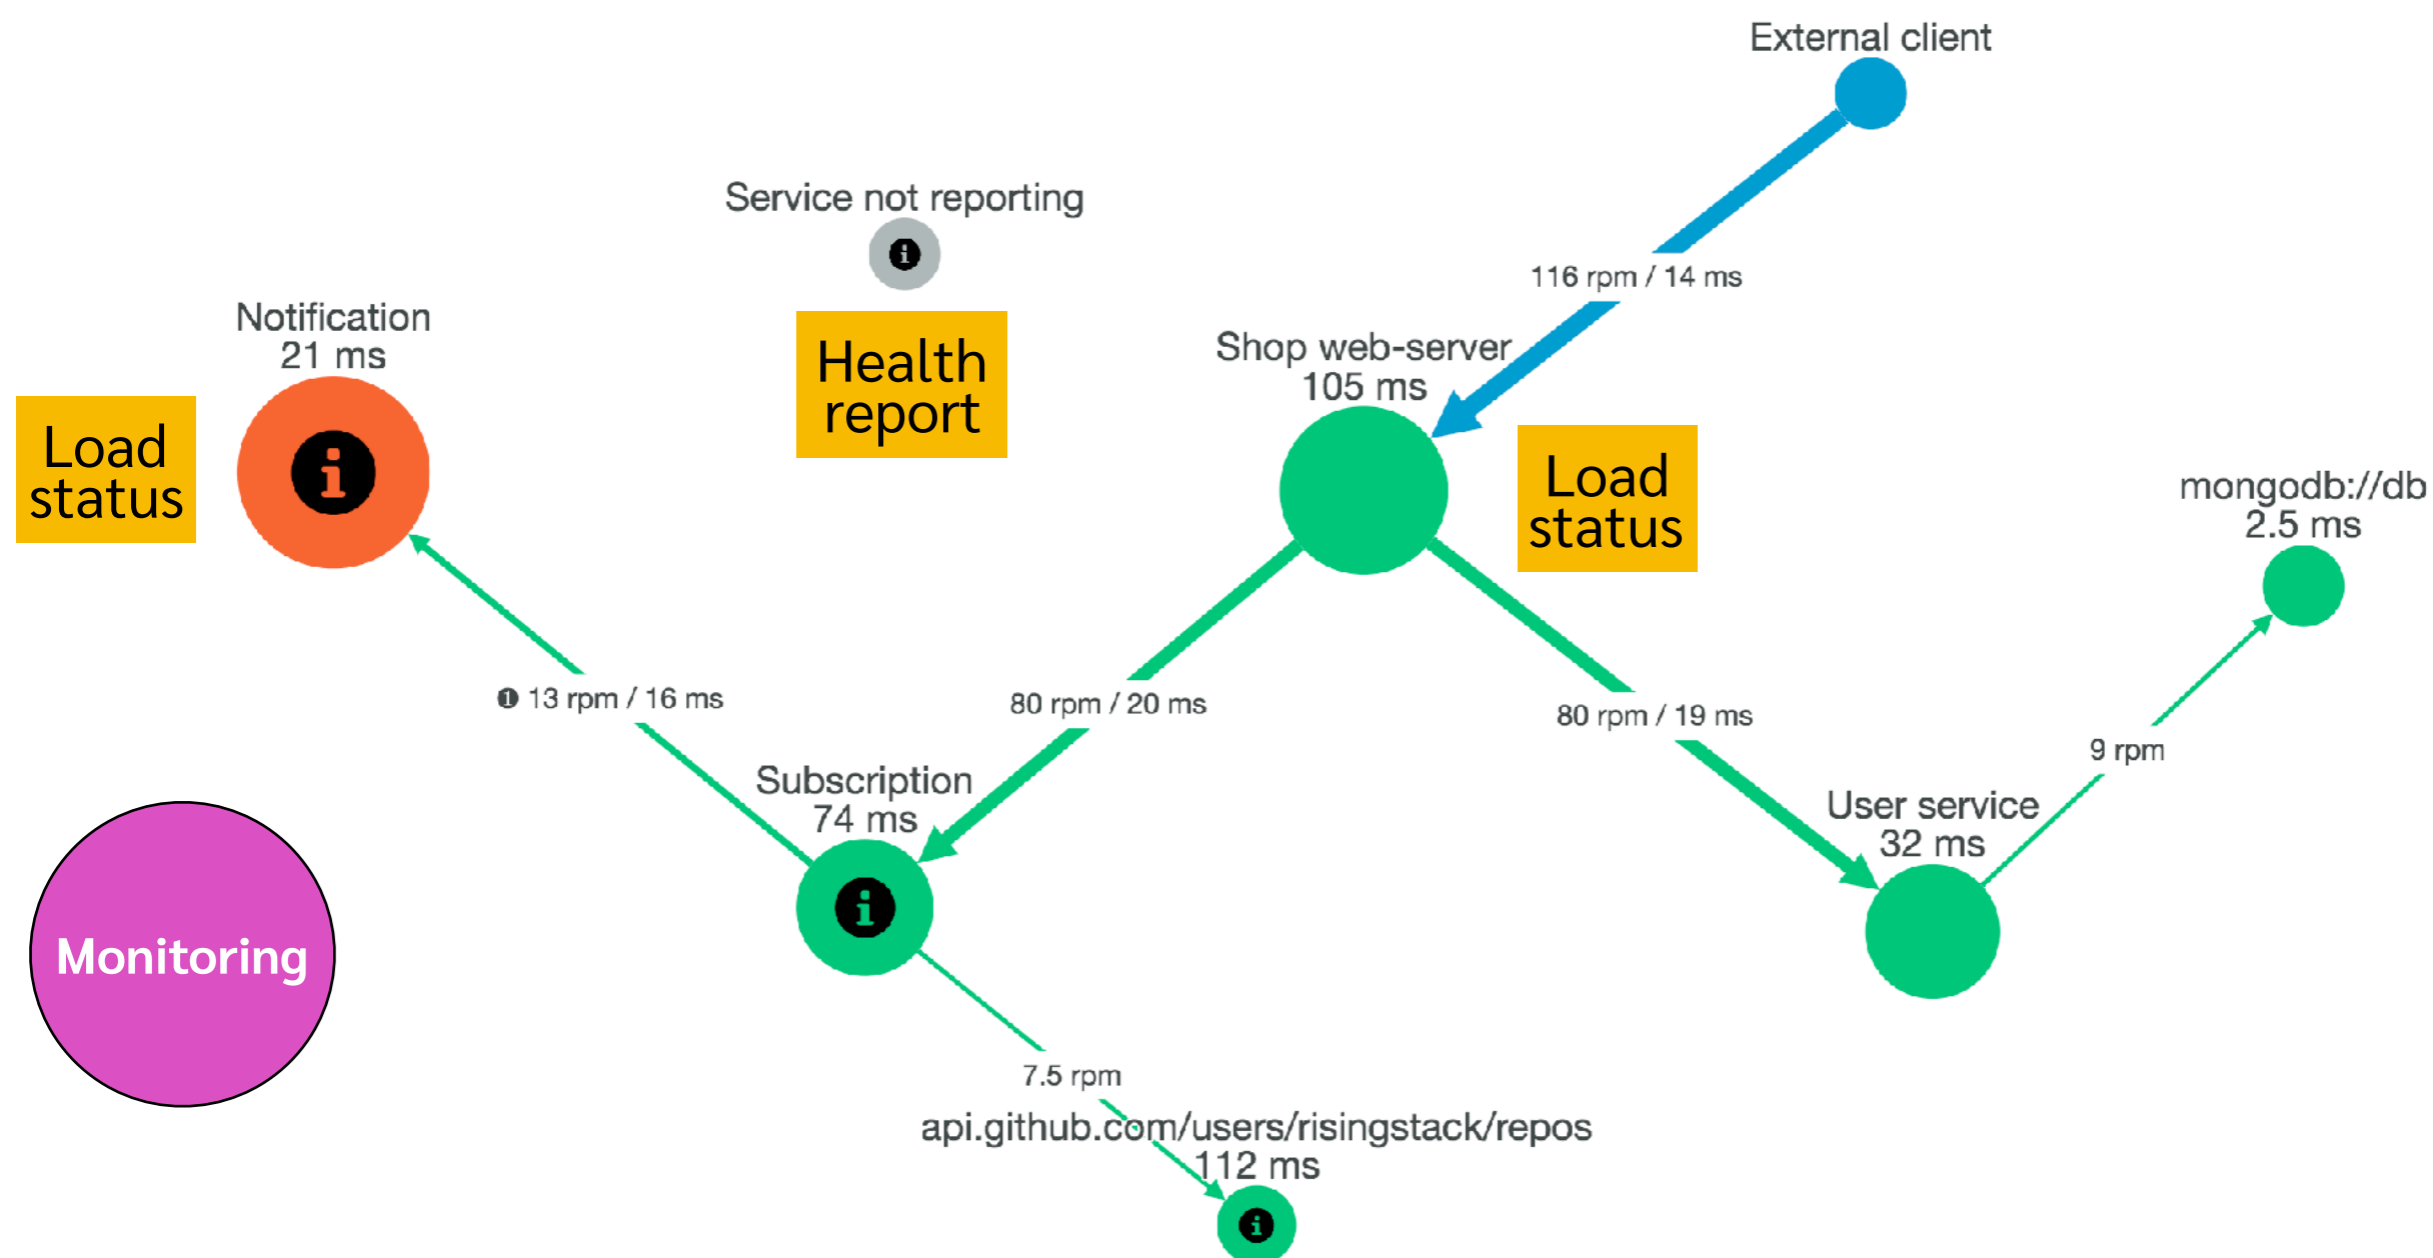 External client
Service not reporting
116 rpm / 14 ms
Notification
21 ms
Health
report
Shop web-server
105 ms
Load
status
i
Load
status
mongodb://db
2.5 ms
1 13 rpm / 16 ms
80 rpm / 20 ms
80 rpm / 19 ms
9 rpm
Subscription
74 ms
User service
32 ms
i
Monitoring
7.5 rpm
api.github.com/users/risingstack/repos
112 ms
i
i